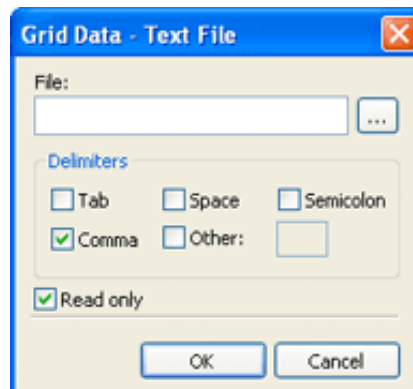 Grid Data - Text File
File:
...
Delimiters
Tab Space Semicolon
Comma Other:
Read only
OK Cancel